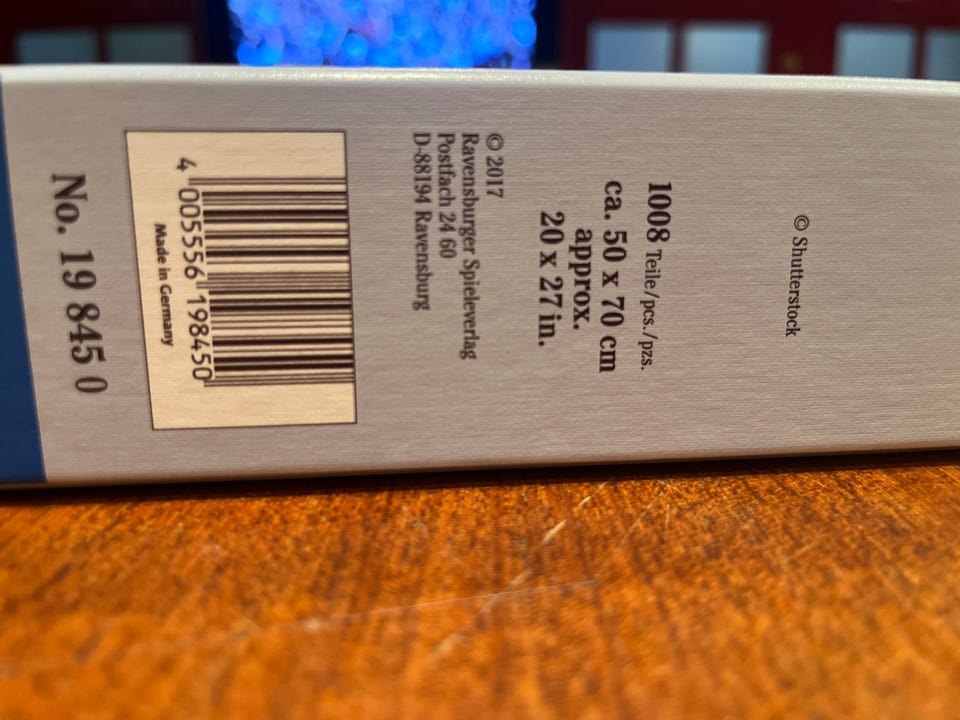 © Shutterstock
1008 Teile/pcs./pzs.
ca. 50 x 70 cm
approx.
20 x 27 in.
© 2017
Ravensburger Spieleverlag
Postfach 24 60
D-88194 Ravensburg
4 005556 198450
Made in Germany
No. 19 845 0